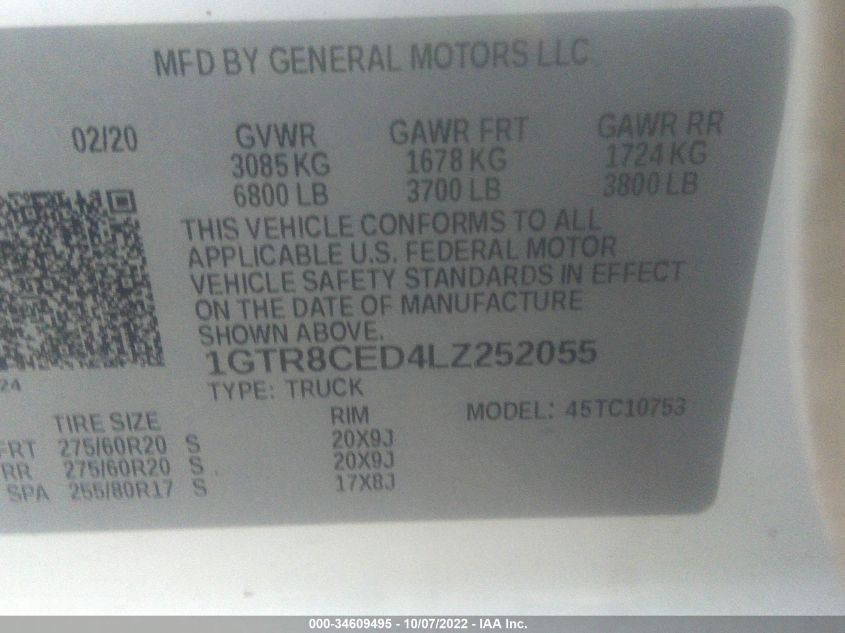 MFD BY GENERAL MOTORS LLC
02/20 GVWR GAWR FRT GAWR RR
3085 KG 1678 KG 1724 KG
6800 LB 3700 LB 3800 LB
THIS VEHICLE CONFORMS TO ALL
APPLICABLE U.S. FEDERAL MOTOR
VEHICLE SAFETY STANDARDS IN EFFECT
ON THE DATE OF MANUFACTURE
SHOWN ABOVE.
1GTR8CED4LZ252055
24 TYPE: TRUCK
TIRE SIZE RIM MODEL: 45TC10753
FRT 275/60R20 S 20X9J
RR 275/60R20 S 20X9J
SPA 255/80R17 S 17X8J
000-34609495 - 10/07/2022 - IAA Inc.